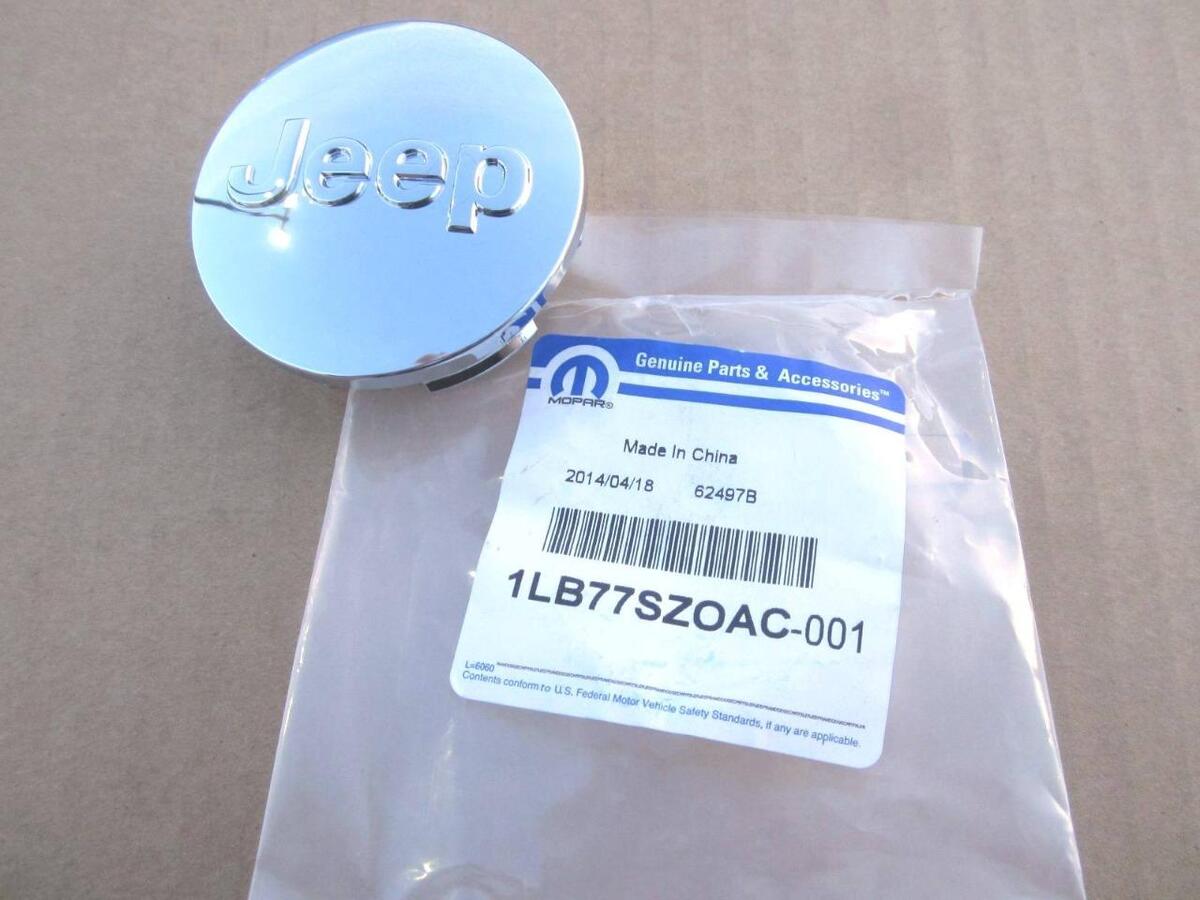 Jeep
Genuine Parts & Accessories™
MOPAR®
Made In China
2014/04/18 62497B
1LB77SZOAC-001
L=6060
Contents conform to U.S. Federal Motor Vehicle Safety Standards, if any are applicable.